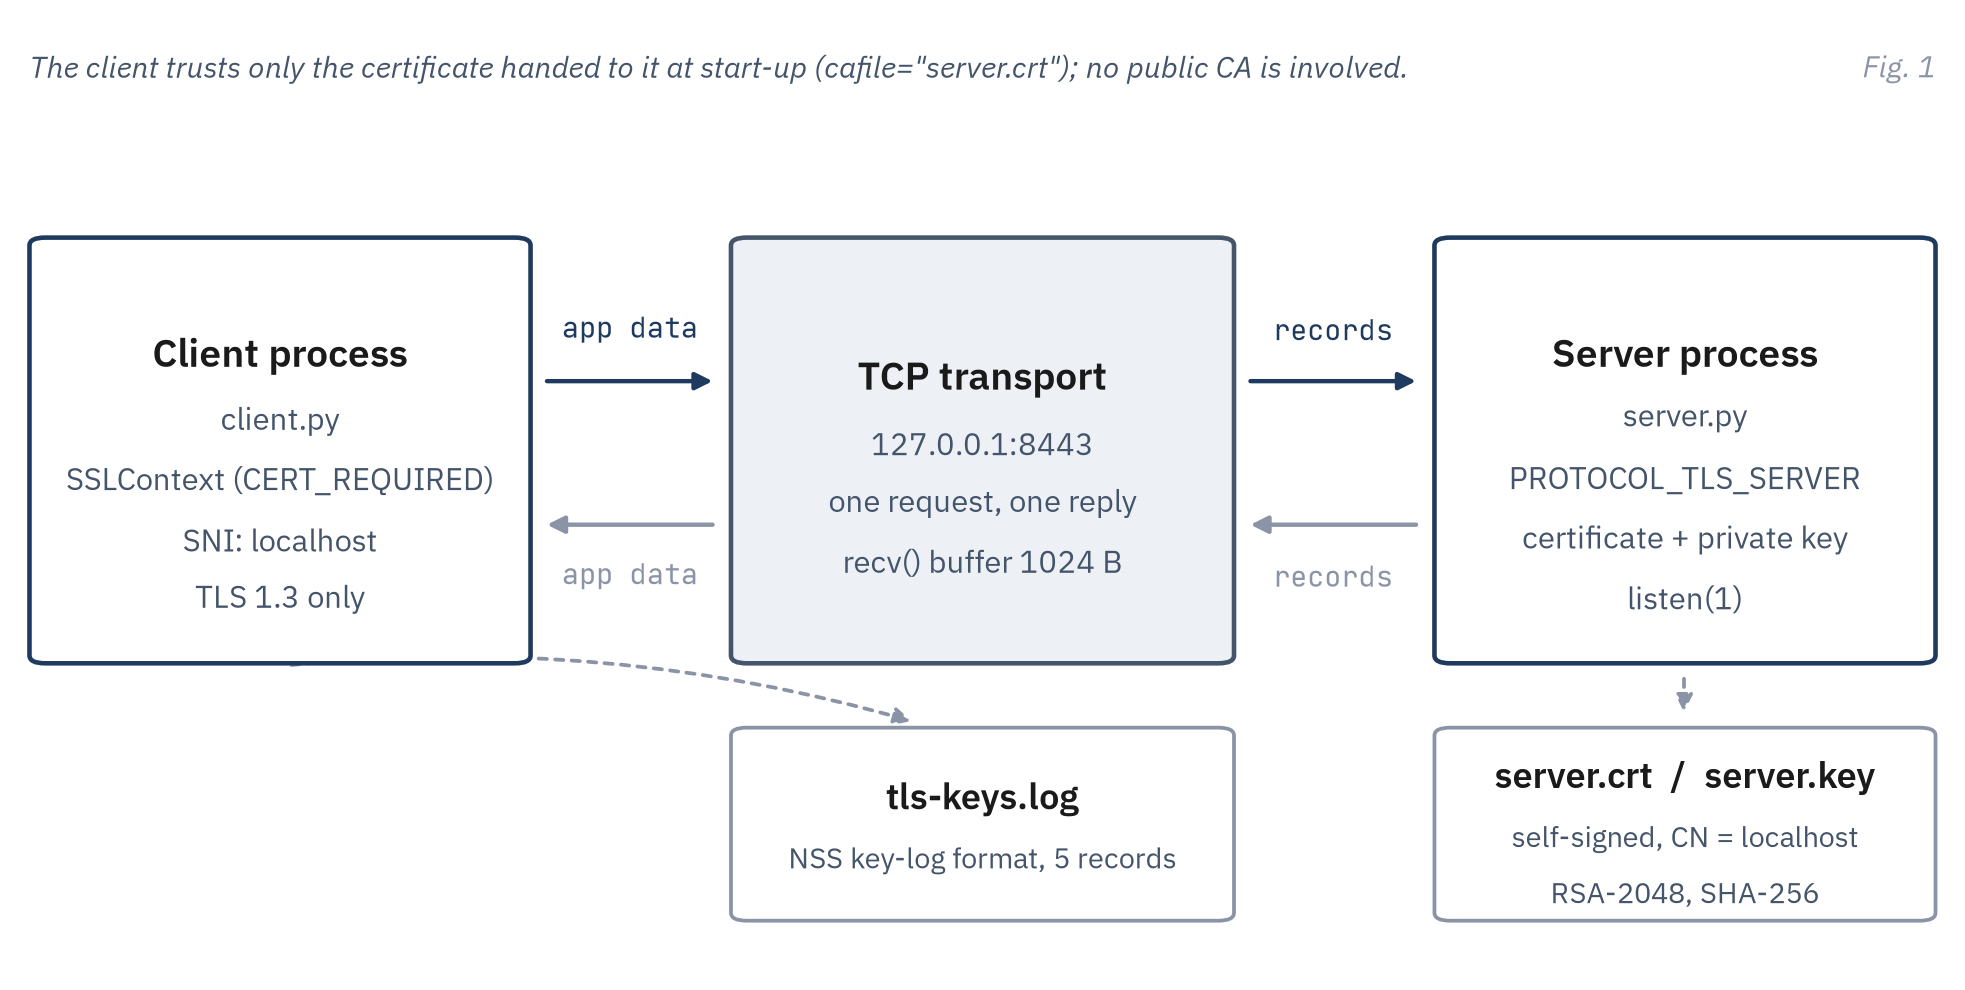 The client trusts only the certificate handed to it at start-up (cafile="server.crt"); no public CA is involved.
Fig. 1
Client process
client.py
SSLContext (CERT_REQUIRED)
SNI: localhost
TLS 1.3 only
app data
app data
TCP transport
127.0.0.1:8443
one request, one reply
recv() buffer 1024 B
records
records
Server process
server.py
PROTOCOL_TLS_SERVER
certificate + private key
listen(1)
tls-keys.log
NSS key-log format, 5 records
server.crt / server.key
self-signed, CN = localhost
RSA-2048, SHA-256